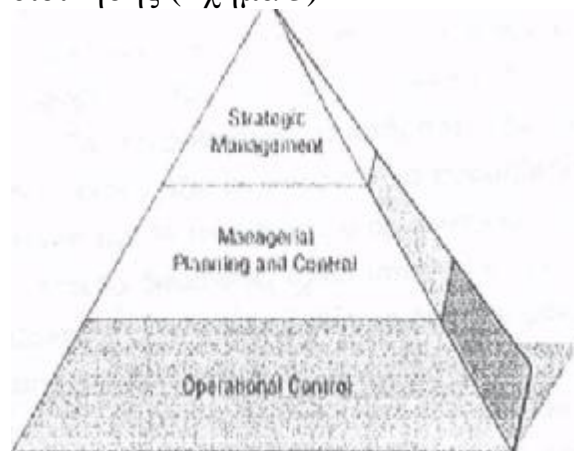 Strategic
Management
Managerial
Planning and Control
Operational Control